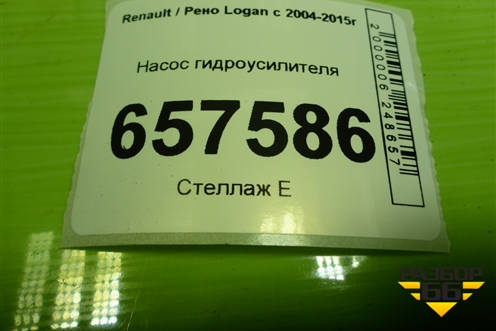 Renault / Рено Logan с 2004-2015г
Насос гидроусилителя
657586
Стеллаж Е
2000006248657
РАЗБОР
66